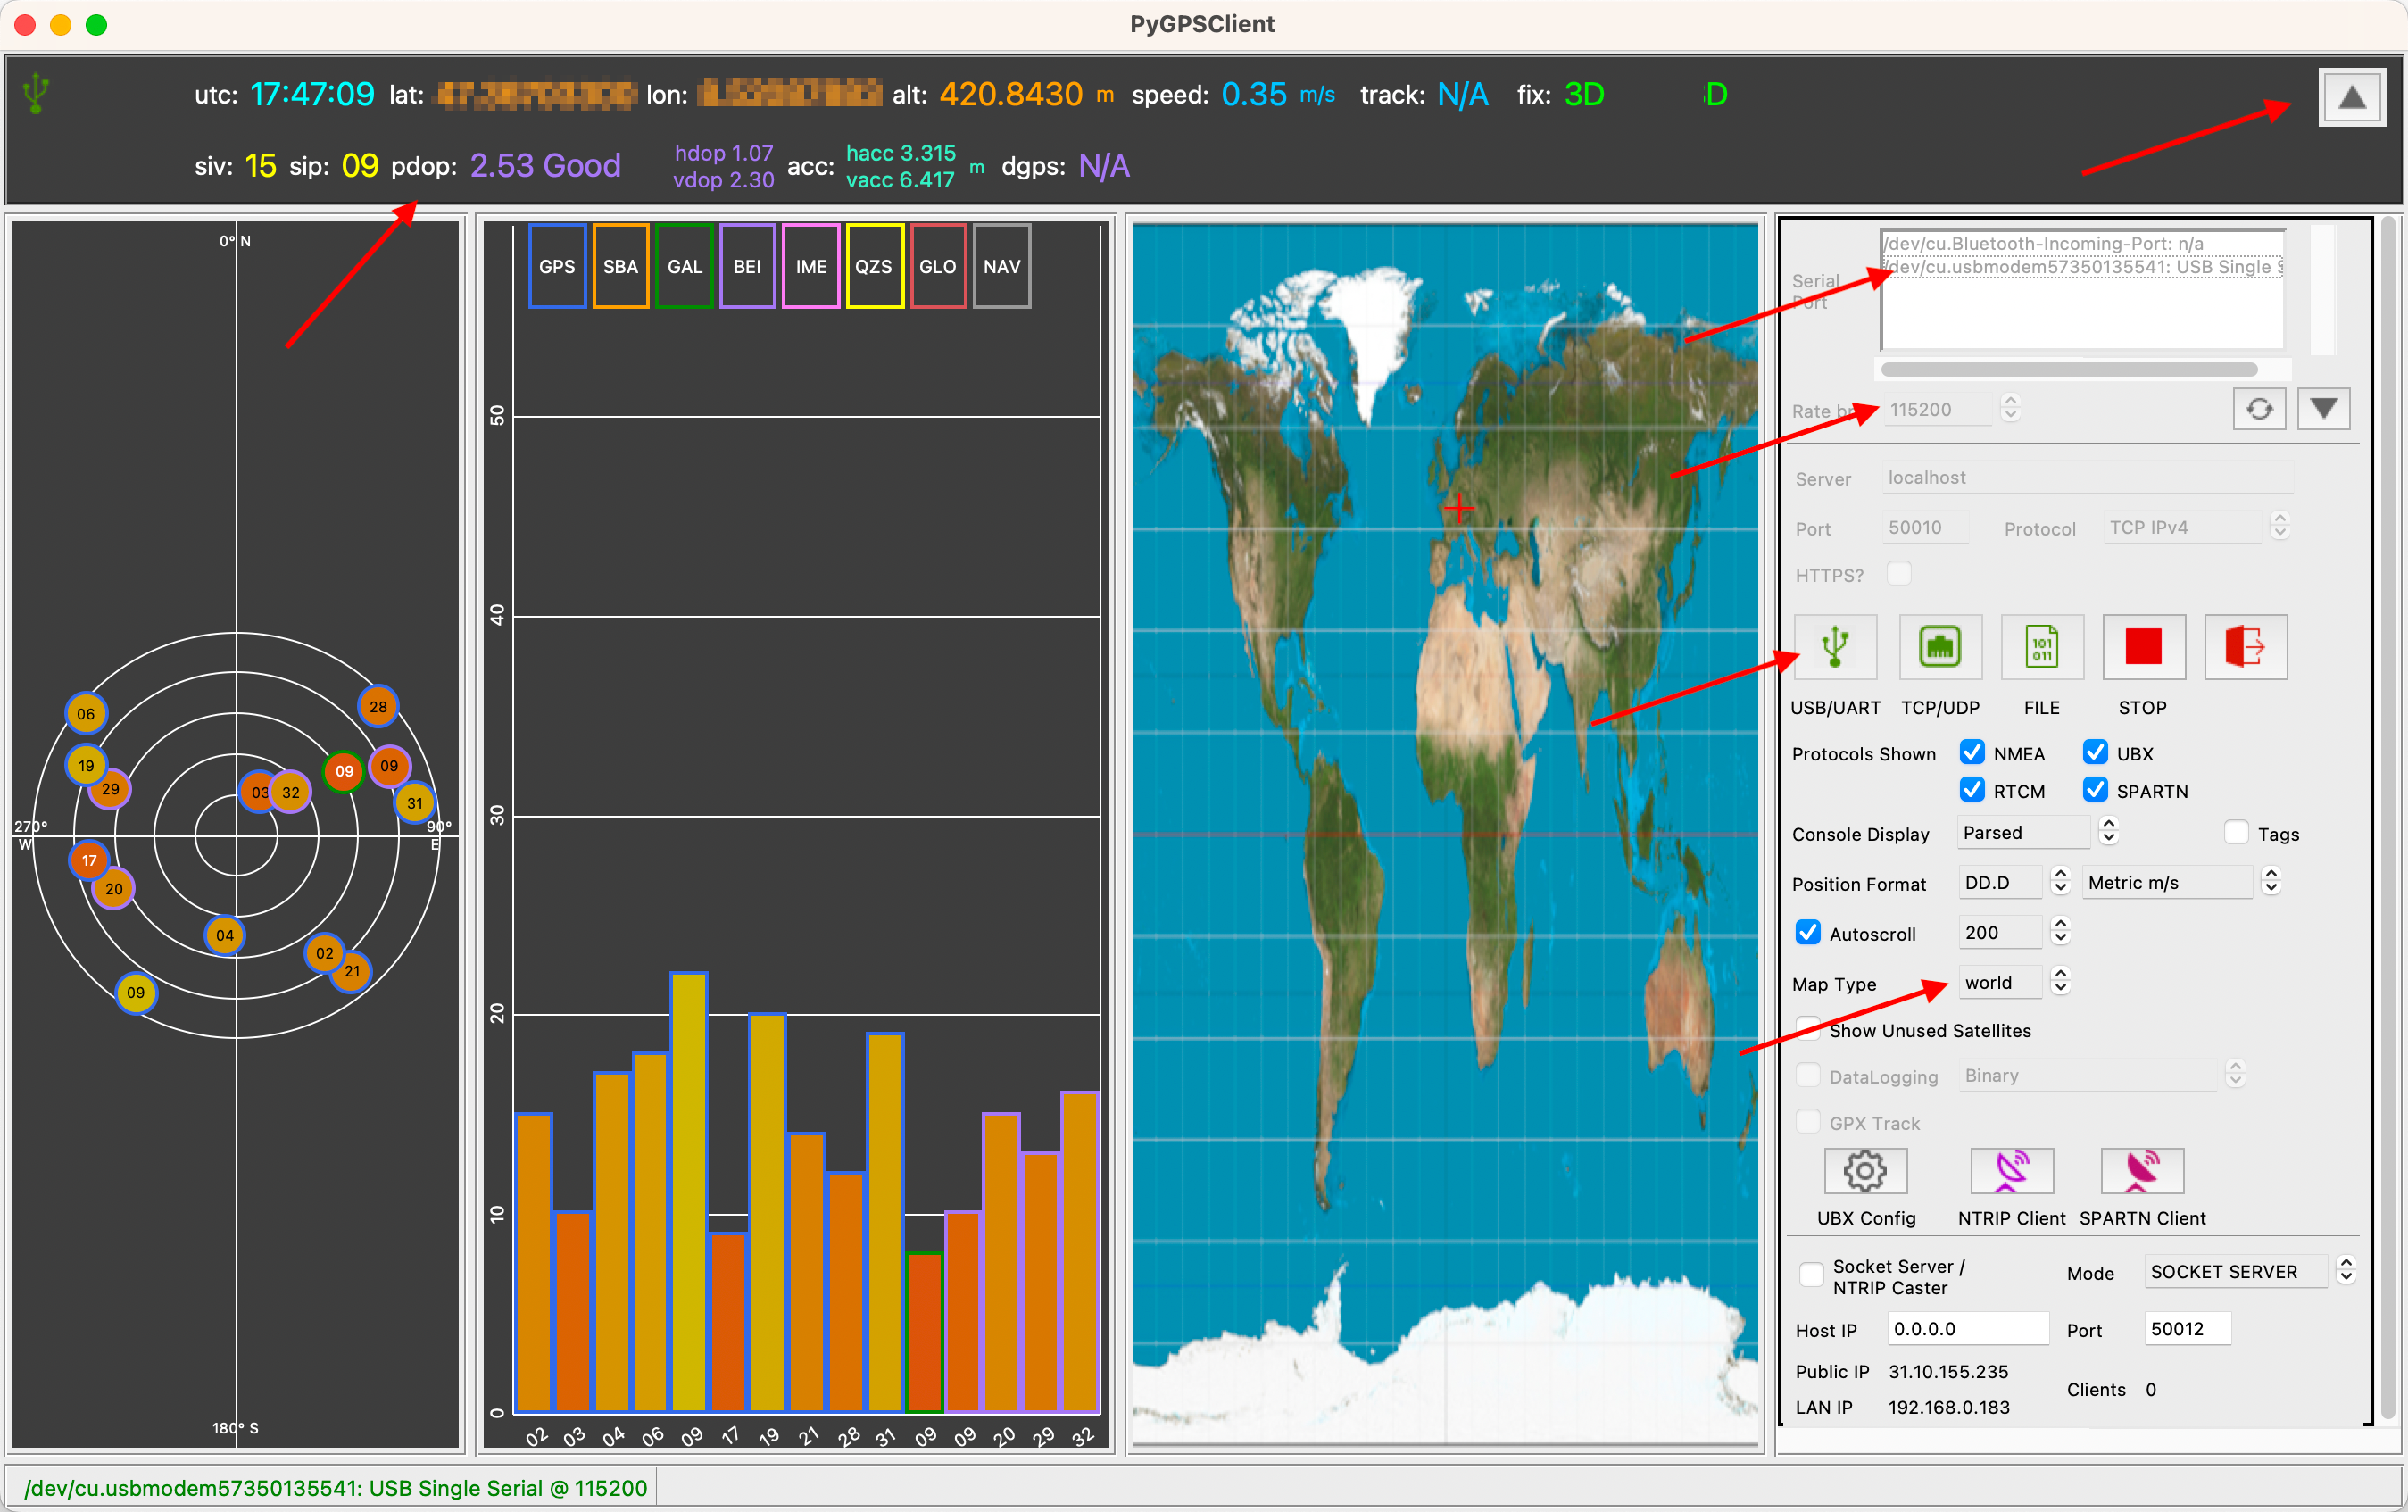 PyGPSClient
utc: 17:47:09 lat: lon: alt: 420.8430 m speed: 0.35 m/s track: N/A fix: 3D
siv: 15 sip: 09 pdop: 2.53 Good hdop 1.07 acc: hacc 3.315 m dgps: N/A
vdop 2.30 vacc 6.417
0° N
270°
W
90°
E
180° S
06
28
19
29
03
32
09
09
31
17
20
04
02
21
09
GPS SBA GAL BEI IME QZS GLO NAV
50
40
30
20
10
0
02 03 04 06 09 17 19 21 28 31 09 09 20 29 32
Serial
Port
/dev/cu.Bluetooth-Incoming-Port: n/a
/dev/cu.usbmodem57350135541: USB Single
Rate 115200
Server localhost
Port 50010 Protocol TCP IPv4
HTTPS?
101
011
USB/UART TCP/UDP FILE STOP
Protocols Shown NMEA UBX
RTCM SPARTN
Console Display Parsed Tags
Position Format DD.D Metric m/s
Autoscroll 200
Map Type world
Show Unused Satellites
DataLogging Binary
GPX Track
UBX Config NTRIP Client SPARTN Client
Socket Server /
NTRIP Caster
Mode SOCKET SERVER
Host IP 0.0.0.0 Port 50012
Public IP 31.10.155.235
Clients 0
LAN IP 192.168.0.183
/dev/cu.usbmodem57350135541: USB Single Serial @ 115200